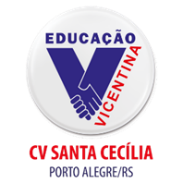 EDUCAÇÃO
VICENTINA
CV SANTA CECÍLIA
PORTO ALEGRE/RS